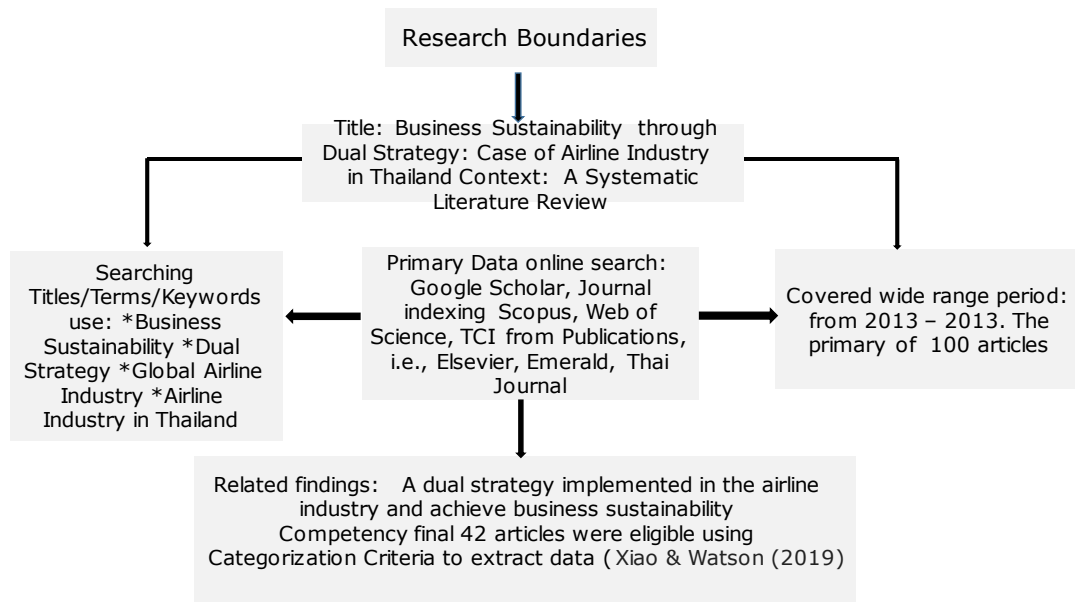 Research Boundaries
Title: Business Sustainability through
Dual Strategy: Case of Airline Industry
in Thailand Context: A Systematic
Literature Review
Searching
Titles/Terms/Keywords
use: *Business
Sustainability *Dual
Strategy *Global Airline
Industry *Airline
Industry in Thailand
Primary Data online search:
Google Scholar, Journal
indexing Scopus, Web of
Science, TCI from Publications,
i.e., Elsevier, Emerald, Thai
Journal
Covered wide range period:
from 2013 – 2013. The
primary of 100 articles
Related findings: A dual strategy implemented in the airline
industry and achieve business sustainability
Competency final 42 articles were eligible using
Categorization Criteria to extract data ( Xiao & Watson (2019)